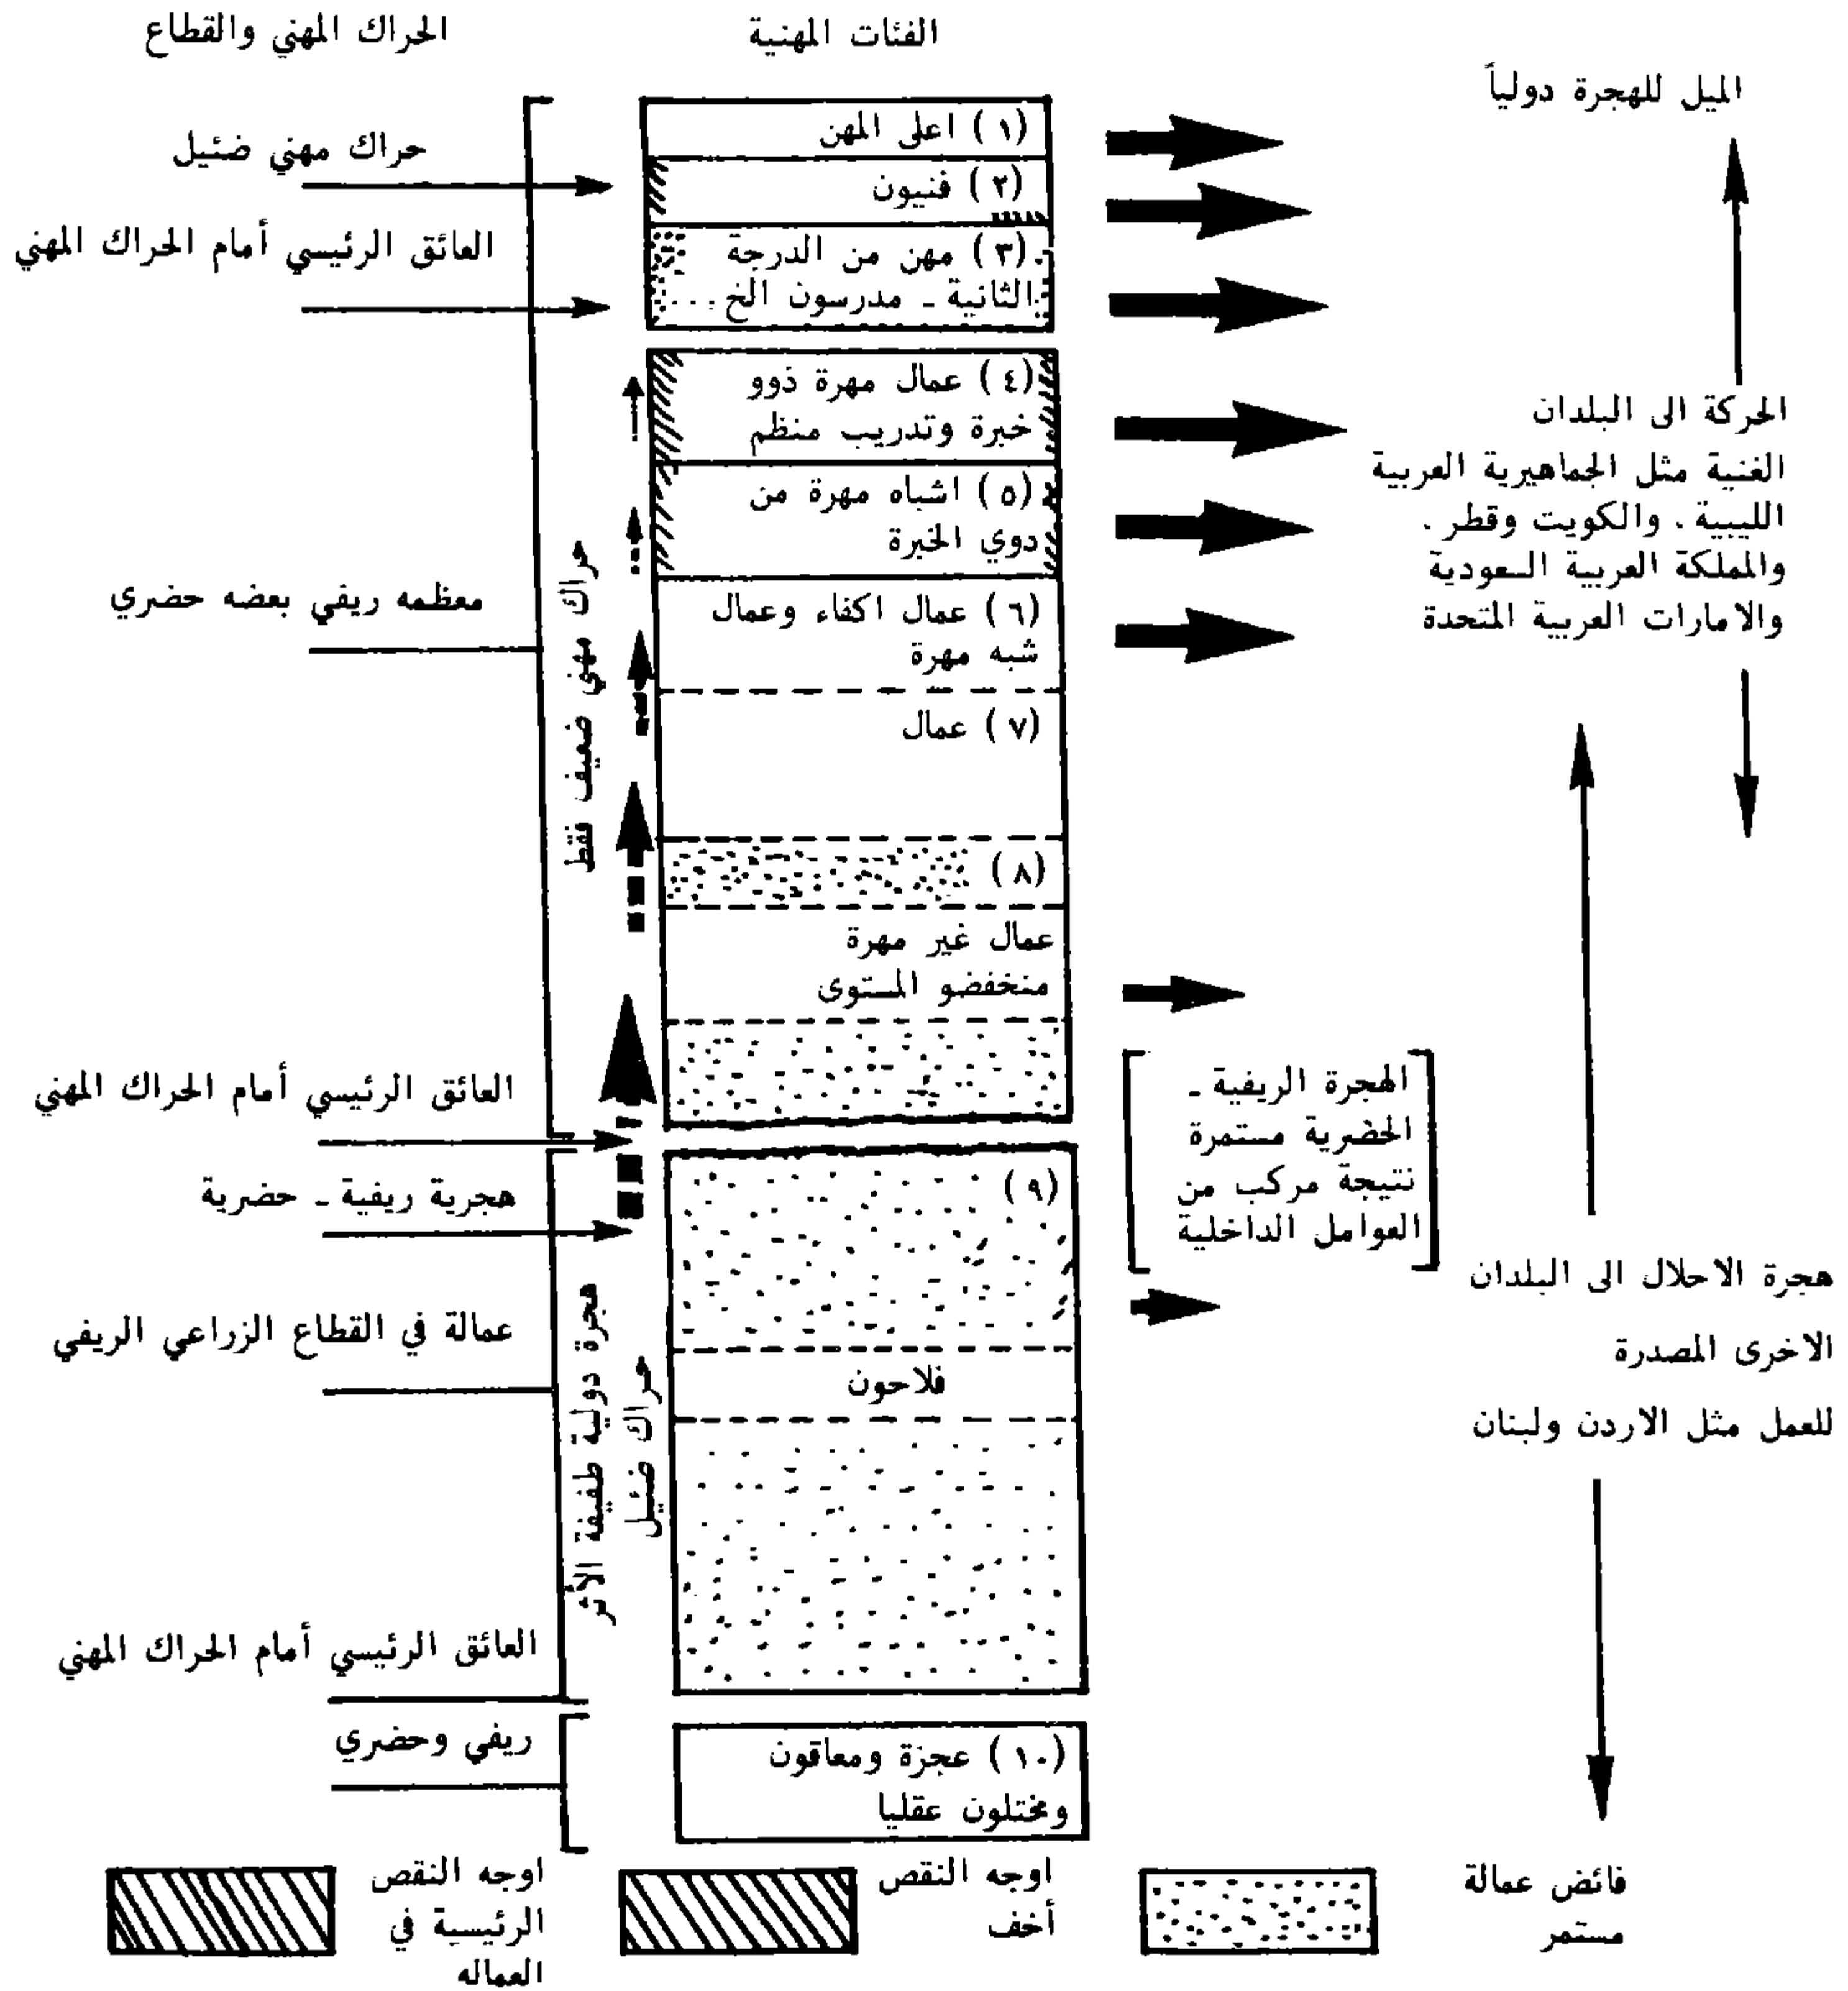 الفئات المهنية
الحراك المهني والقطاع
الميل للهجرة دولياً
(١) اعلى المهن
(٢) فنيون
(٣) مهن من الدرجة
الثانية ـ مدرسون الخ ...
(٤) عمال مهرة ذوو
خبرة وتدريب منظم
(٥) اشباه مهرة من
دوي الخبرة
(٦) عمال اكفاء وعمال
شبه مهرة
(٧) عمال
(٨)
عمال غير مهرة
منخفضو المستوى
(٩)
فلاحون
(١٠) عجزة ومعاقون
ومختلون عقليا
حراك مهني ضئيل
العائق الرئيسي أمام الحراك المهني
معظمه ريفي بعضه حضري
العائق الرئيسي أمام الحراك المهني
هجرية ريفية ـ حضرية
عمالة في القطاع الزراعي الريفي
العائق الرئيسي أمام الحراك المهني
ريفي وحضري
حراك مهني ضعيف فقط
هجرة دولية طفيفة الأثر
حراك ضئيل
الحركة الى البلدان
الغنية مثل الجماهيرية العربية
الليبية . والكويت وقطر .
والمملكة العربية السعودية
والامارات العربية المتحدة
الهجرة الريفية ـ
الحضرية مستمرة
نتيجة مركب من
العوامل الداخلية
هجرة الاحلال الى البلدان
الاخرى المصدرة
للعمل مثل الاردن ولبنان
فائض عمالة
مستمر
اوجه النقص
أخف
اوجه النقص
الرئيسية في
العماله